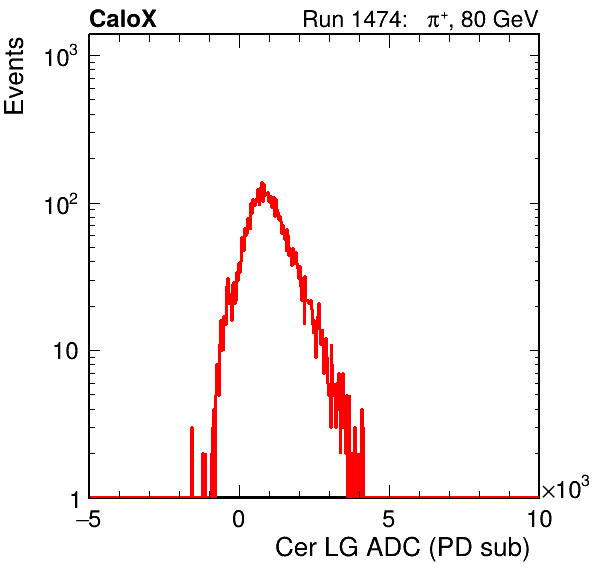 CaloX Run 1474: π+, 80 GeV
Events
10³
10²
10
1
−5 0 5 10
×10³
Cer LG ADC (PD sub)